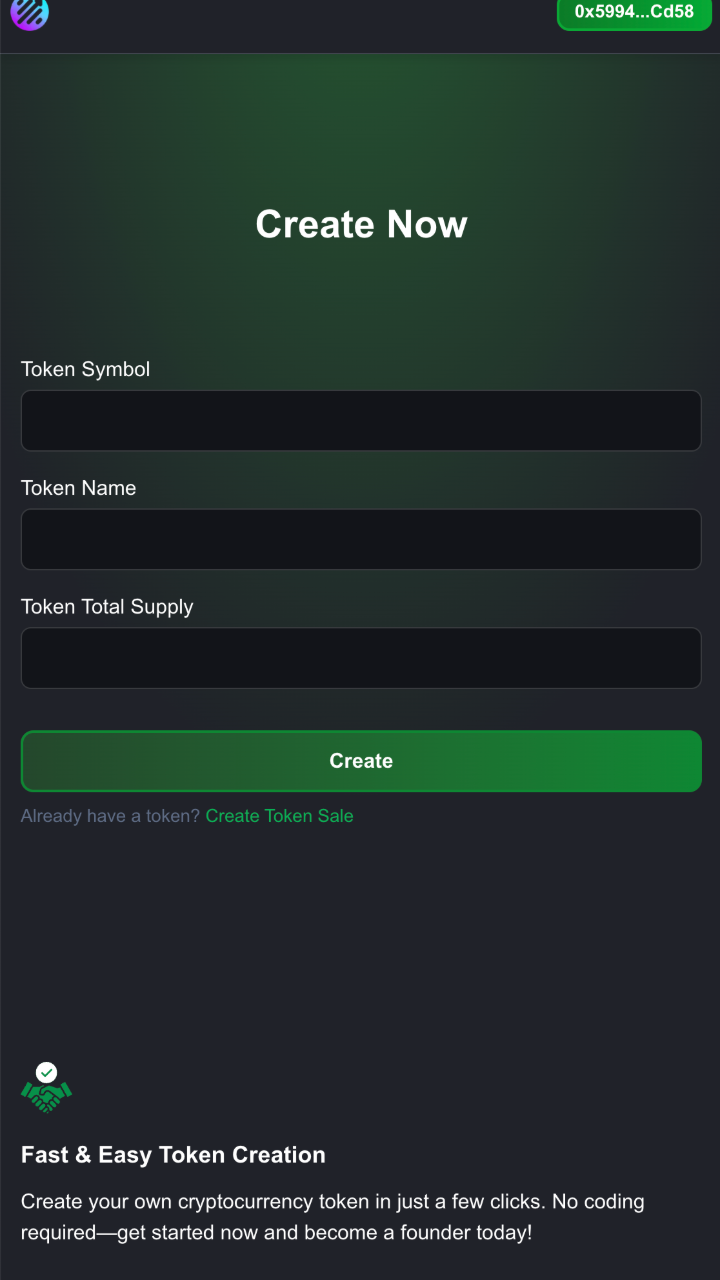 0x5994...Cd58
Create Now
Token Symbol
Token Name
Token Total Supply
Create
Already have a token? Create Token Sale
Fast & Easy Token Creation
Create your own cryptocurrency token in just a few clicks. No coding
required—get started now and become a founder today!